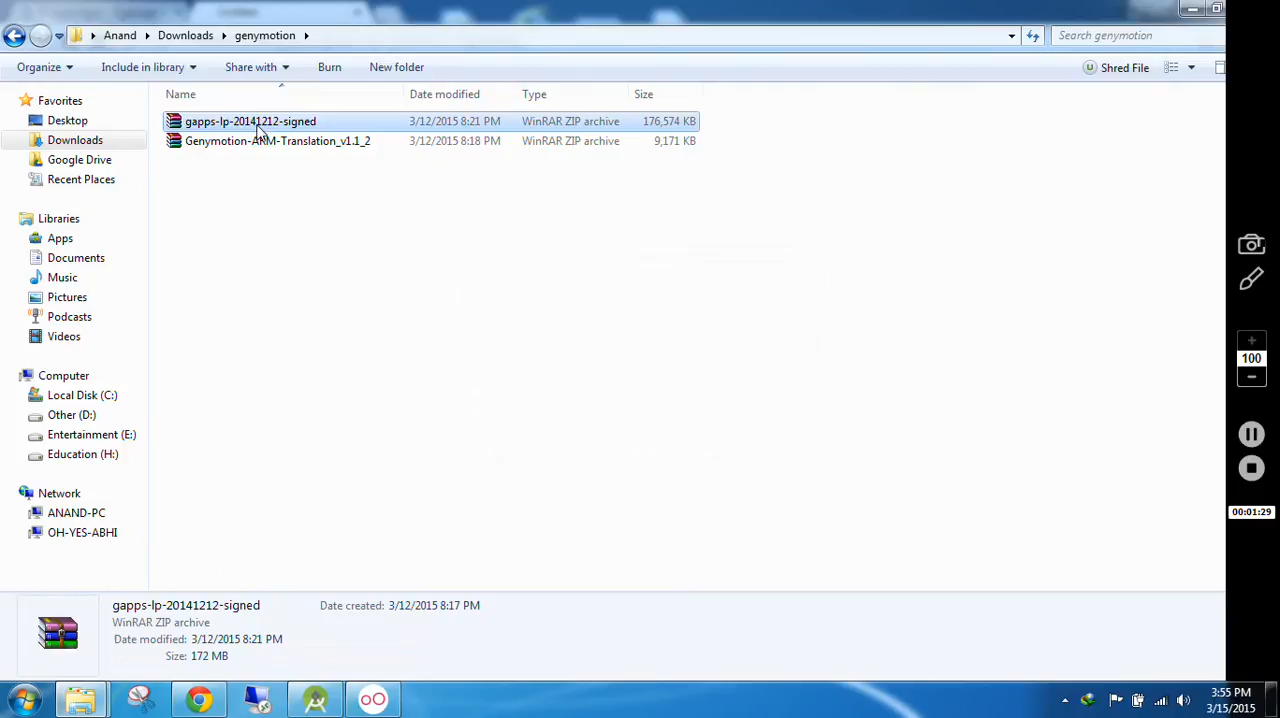 Anand Downloads genymotion Search genymotion
Organize Include in library Share with Burn New folder Shred File
Name Date modified Type Size
gapps-lp-20141212-signed 3/12/2015 8:21 PM WinRAR ZIP archive 176,574 KB
Genymotion-ARM-Translation_v1.1_2 3/12/2015 8:18 PM WinRAR ZIP archive 9,171 KB
Favorites
Desktop
Downloads
Google Drive
Recent Places
Libraries
Apps
Documents
Music
Pictures
Podcasts
Videos
Computer
Local Disk (C:)
Other (D:)
Entertainment (E:)
Education (H:)
Network
ANAND-PC
OH-YES-ABHI
100
00:01:29
gapps-lp-20141212-signed Date created: 3/12/2015 8:17 PM
WinRAR ZIP archive
Date modified: 3/12/2015 8:21 PM
Size: 172 MB
3:55 PM
3/15/2015